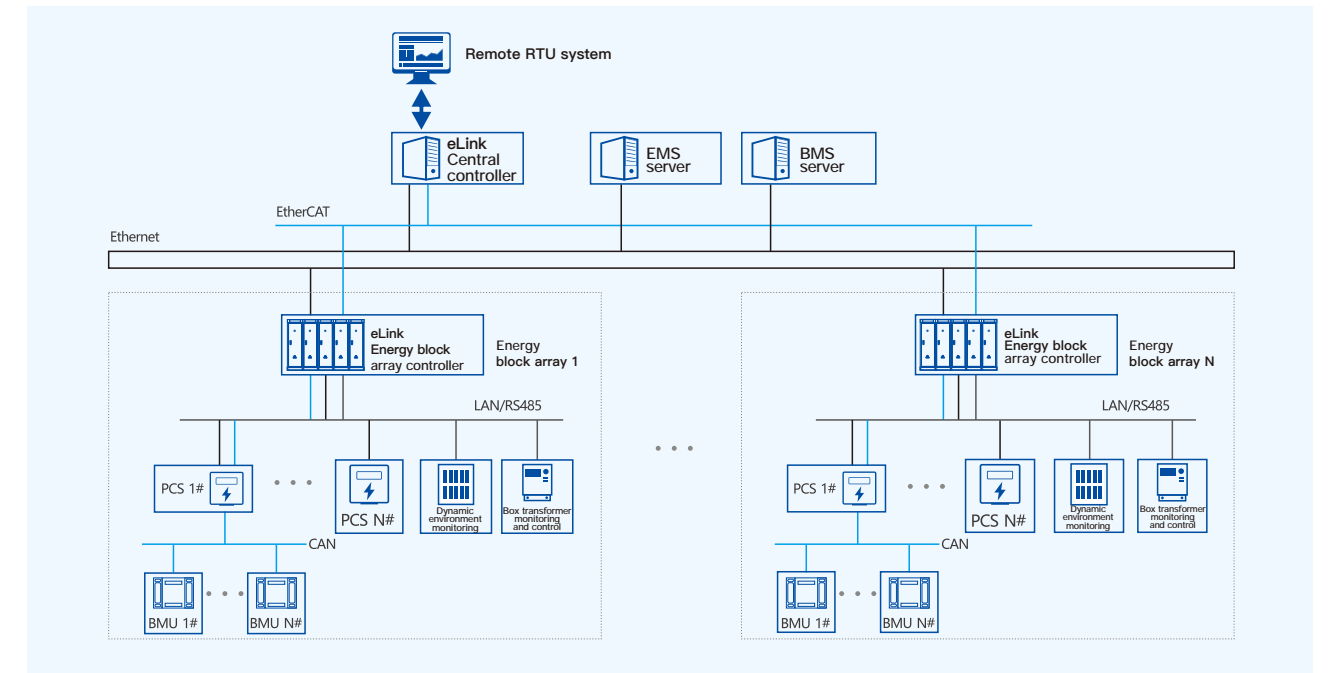 Remote RTU system
eLink
Central
controller
EMS
server
BMS
server
EtherCAT
Ethernet
eLink
Energy block
array controller
Energy
block array 1
LAN/RS485
PCS 1#
PCS N#
Dynamic
environment
monitoring
Box transformer
monitoring
and control
CAN
BMU 1#
BMU N#
eLink
Energy block
array controller
Energy
block array N
LAN/RS485
PCS 1#
PCS N#
Dynamic
environment
monitoring
Box transformer
monitoring
and control
CAN
BMU 1#
BMU N#